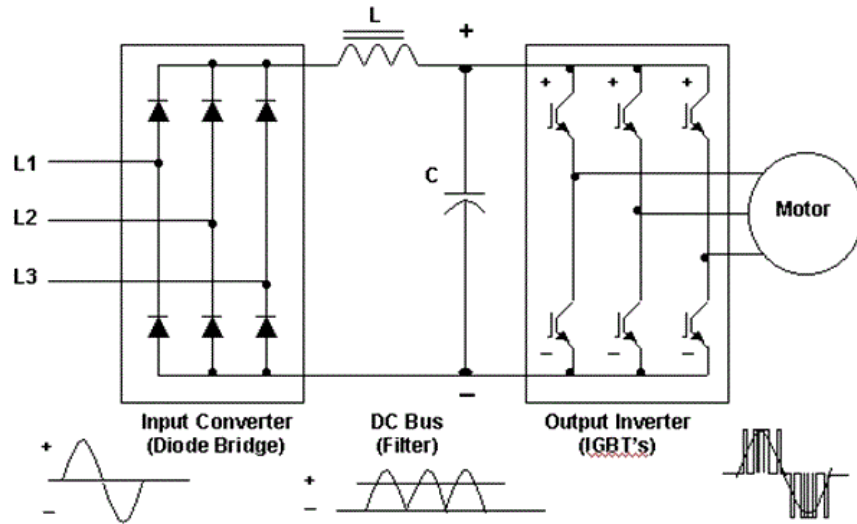 L
+
+ + +
L1
C
L2
Motor
L3
– – –
–
Input Converter
(Diode Bridge)
DC Bus
(Filter)
Output Inverter
(IGBT's)
+
–
+
–
+
–